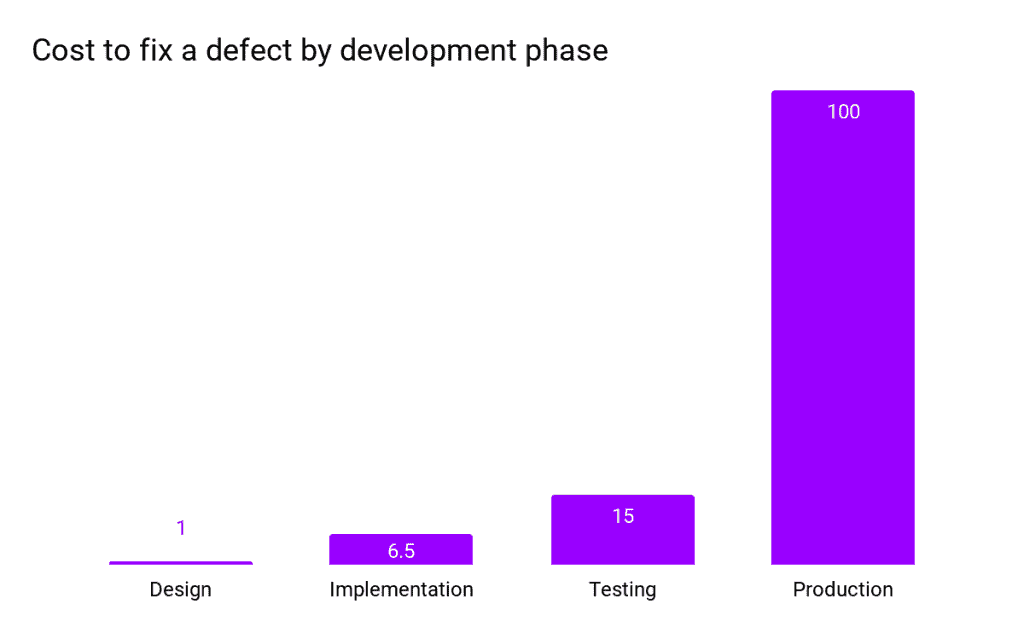 Cost to fix a defect by development phase
100
15
6.5
1
Design Implementation Testing Production